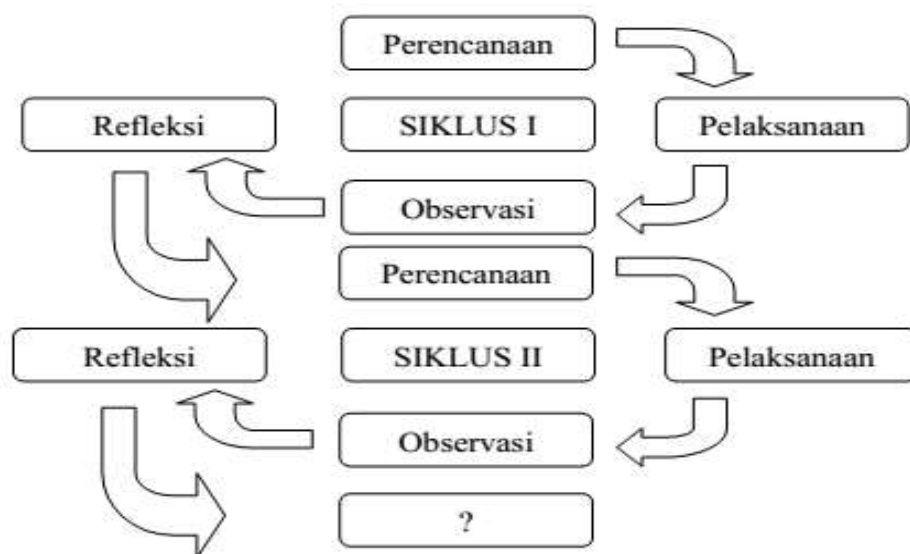 Perencanaan
Refleksi
SIKLUS I
Pelaksanaan
Observasi
Perencanaan
Refleksi
SIKLUS II
Pelaksanaan
Observasi
?